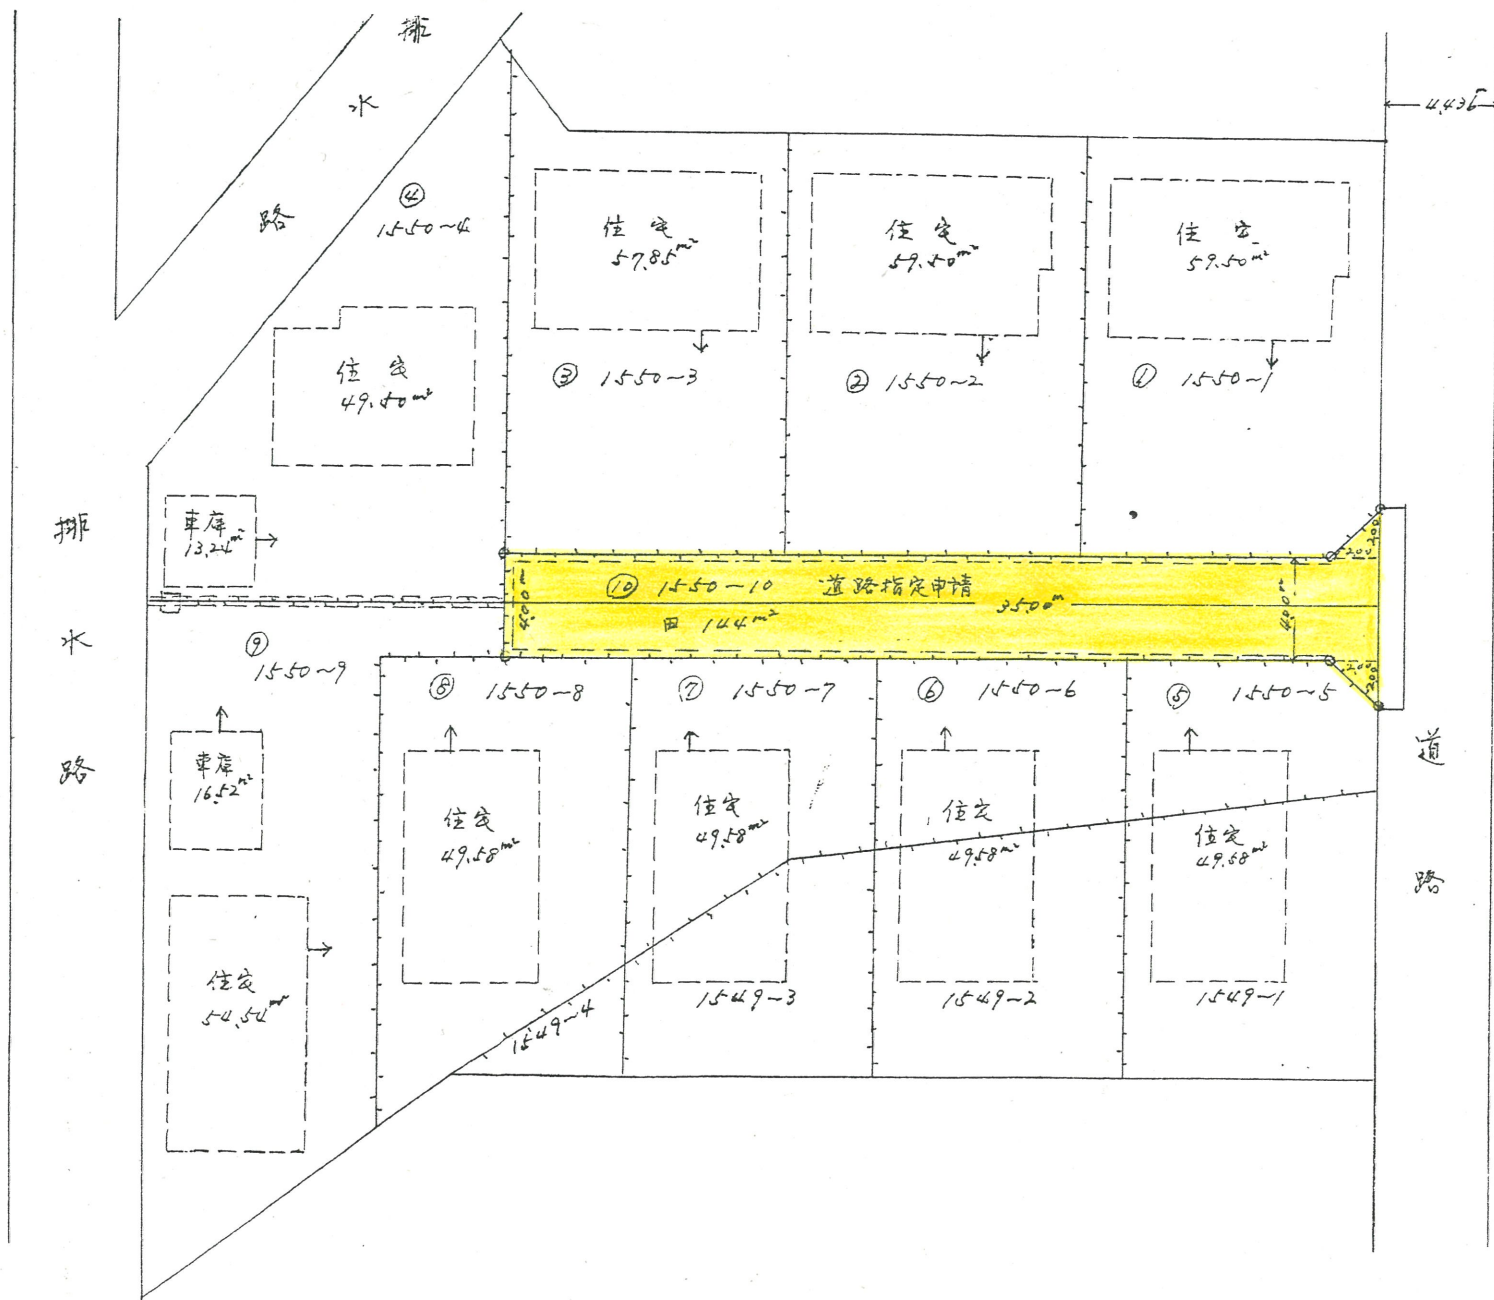 排
水
路
4.436
④
1550~4
住宅
57.85m²
住宅
59.50m²
住宅
59.50m²
住宅
49.50m²
③ 1550~3
② 1550~2
① 1550~1
車庫
13.24m²
排
水
路
⑩ 1550~10 道路指定申請
田 144m²
4.00m
35.00m
4.00m
2.00
2.00
2.00
2.00
⑨
1550~9
⑧ 1550~8
⑦ 1550~7
⑥ 1550~6
⑤ 1550~5
車庫
16.52m²
住宅
49.58m²
住宅
49.58m²
住宅
49.58m²
住宅
49.58m²
道
路
住宅
54.54m²
1549~4
1549~3
1549~2
1549~1